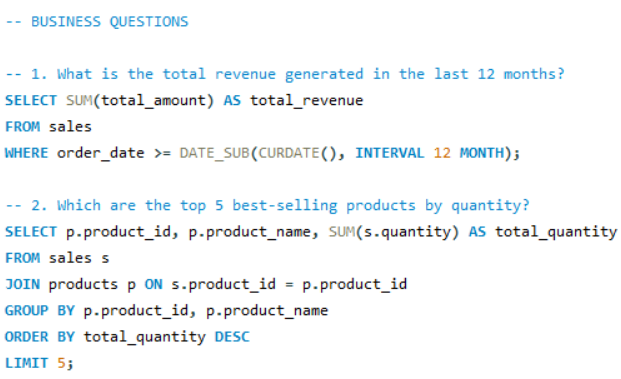 -- BUSINESS QUESTIONS
-- 1. What is the total revenue generated in the last 12 months?
SELECT SUM(total_amount) AS total_revenue
FROM sales
WHERE order_date >= DATE_SUB(CURDATE(), INTERVAL 12 MONTH);
-- 2. Which are the top 5 best-selling products by quantity?
SELECT p.product_id, p.product_name, SUM(s.quantity) AS total_quantity
FROM sales s
JOIN products p ON s.product_id = p.product_id
GROUP BY p.product_id, p.product_name
ORDER BY total_quantity DESC
LIMIT 5;